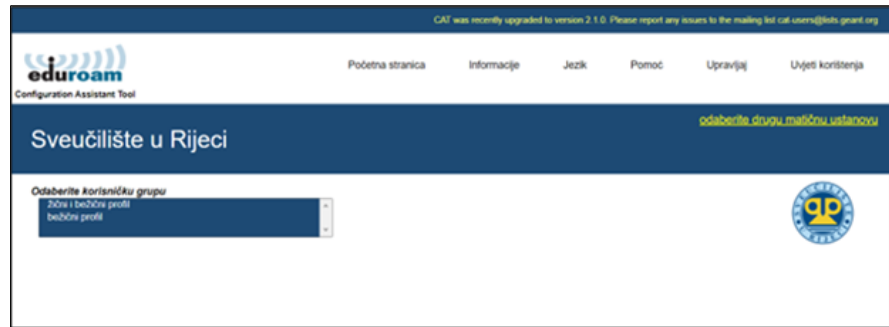 CAT was recently upgraded to version 2.1.0. Please report any issues to the mailing list cat-users@lists.geant.org
eduroam
Configuration Assistant Tool
Početna stranica Informacije Jezik Pomoć Upravljaj Uvjeti korištenja
odaberite drugu matičnu ustanovu
Sveučilište u Rijeci
Odaberite korisničku grupu
žični i bežični profil
bežični profil
SVEUČILIŠTE U RIJECI